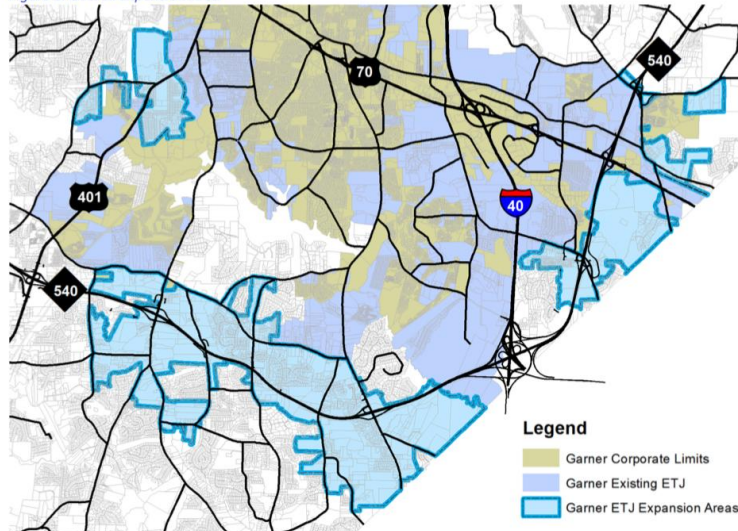 540
70
401
40
540
Legend
Garner Corporate Limits
Garner Existing ETJ
Garner ETJ Expansion Areas